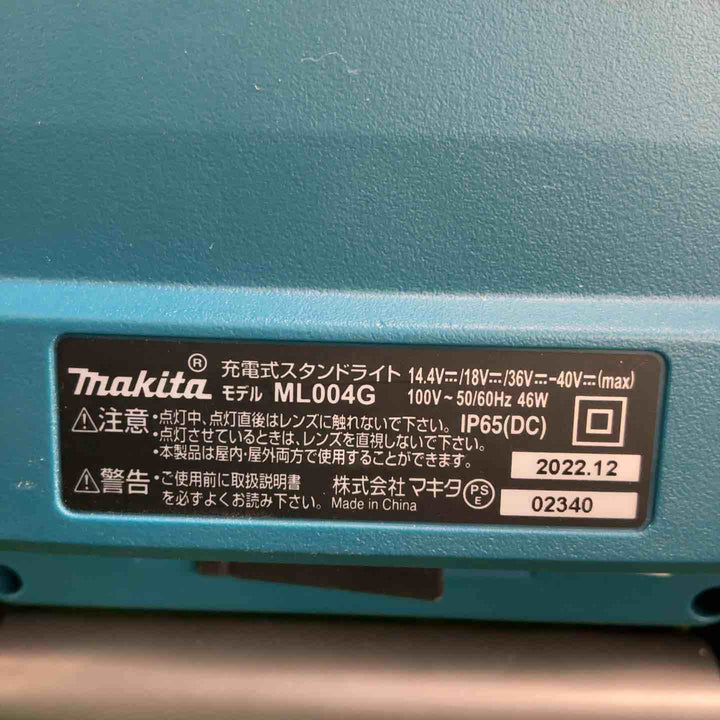 makita® 充電式スタンドライト 14.4V⎓/18V⎓/36V⎓-40V⎓(max)
モデル ML004G 100V～50/60Hz 46W
⚠注意 ・点灯中、点灯直後はレンズに触れないで下さい。 IP65(DC)
・点灯させているときは、レンズを直視しないで下さい。
・本製品は屋内・屋外両方で使用することができます。
2022.12
⚠警告 ・ご使用前に取扱説明書 株式会社 マキタ PSE
を必ずよくお読み下さい。 Made in China
02340